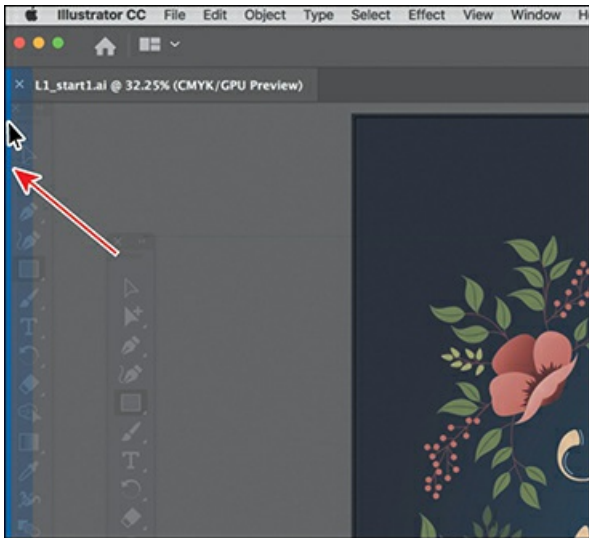 Illustrator CC File Edit Object Type Select Effect View Window H
× L1_start1.ai @ 32.25% (CMYK/GPU Preview)